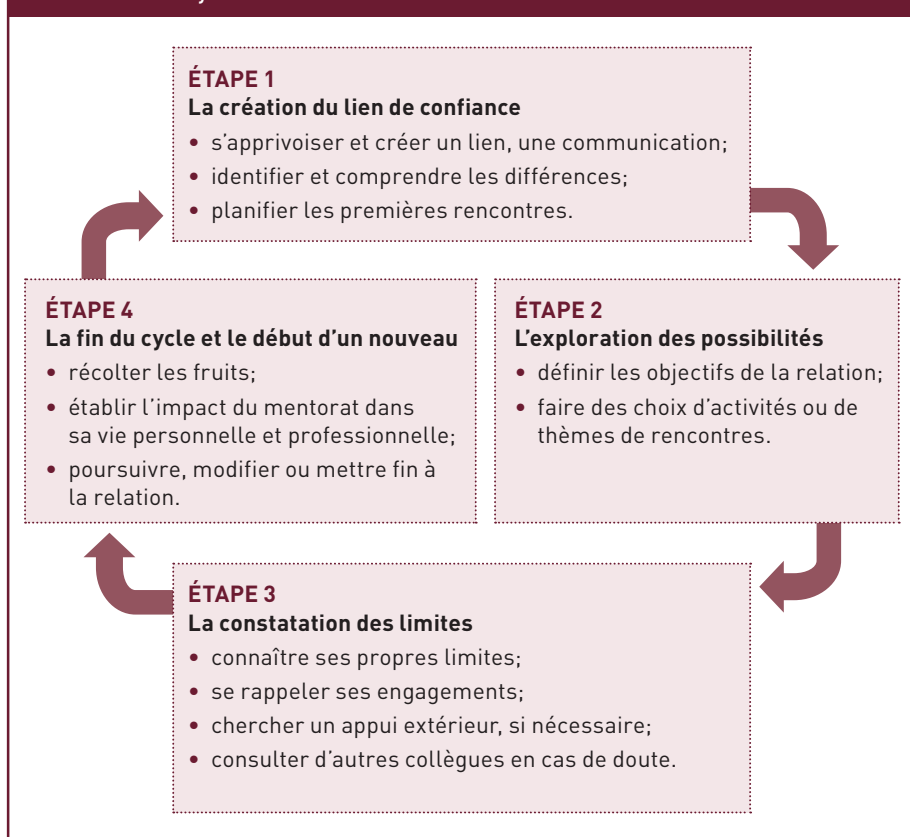 ÉTAPE 1
La création du lien de confiance
• s'apprivoiser et créer un lien, une communication;
• identifier et comprendre les différences;
• planifier les premières rencontres.
ÉTAPE 2
L'exploration des possibilités
• définir les objectifs de la relation;
• faire des choix d'activités ou de
thèmes de rencontres.
ÉTAPE 3
La constatation des limites
• connaître ses propres limites;
• se rappeler ses engagements;
• chercher un appui extérieur, si nécessaire;
• consulter d'autres collègues en cas de doute.
ÉTAPE 4
La fin du cycle et le début d'un nouveau
• récolter les fruits;
• établir l'impact du mentorat dans
sa vie personnelle et professionnelle;
• poursuivre, modifier ou mettre fin à
la relation.